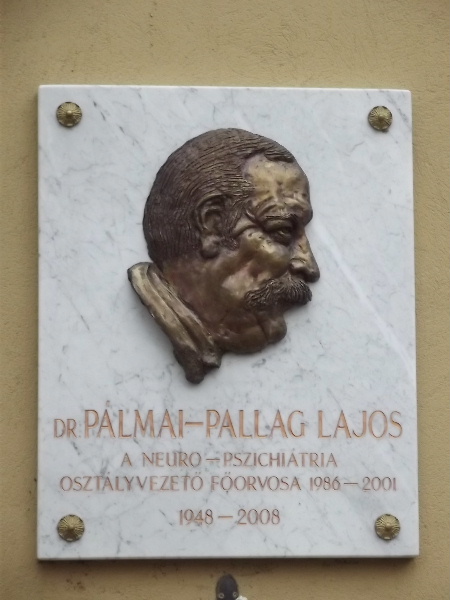 DR. PÁLMAI–PALLAG LAJOS
A NEURO–PSZICHIÁTRIA
OSZTÁLYVEZETŐ FŐORVOSA 1986–2001
1948–2008